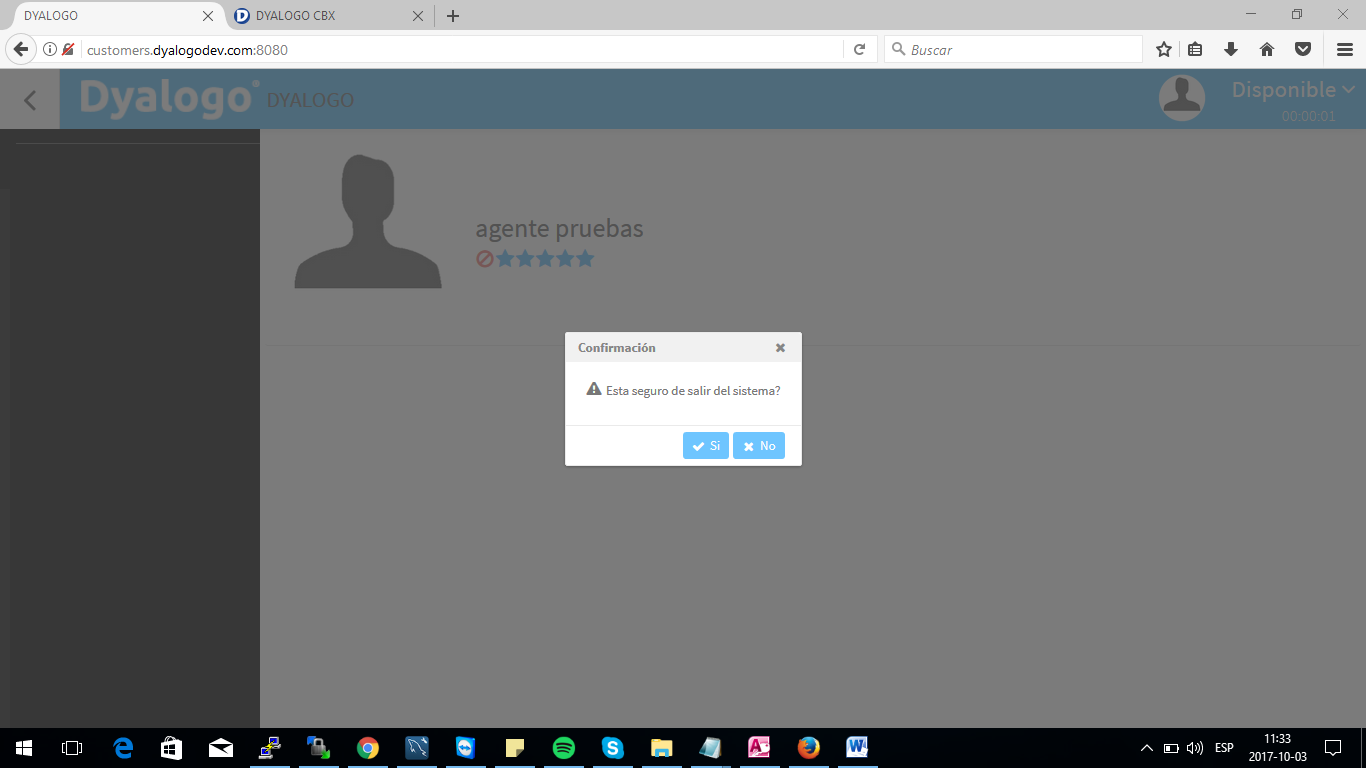 DYALOGO
DYALOGO CBX
customers.dyalogodev.com:8080
Buscar
Dyalogo
DYALOGO
Disponible
00:00:01
agente pruebas
Confirmación
Esta seguro de salir del sistema?
Si
No
ESP
11:33
2017-10-03